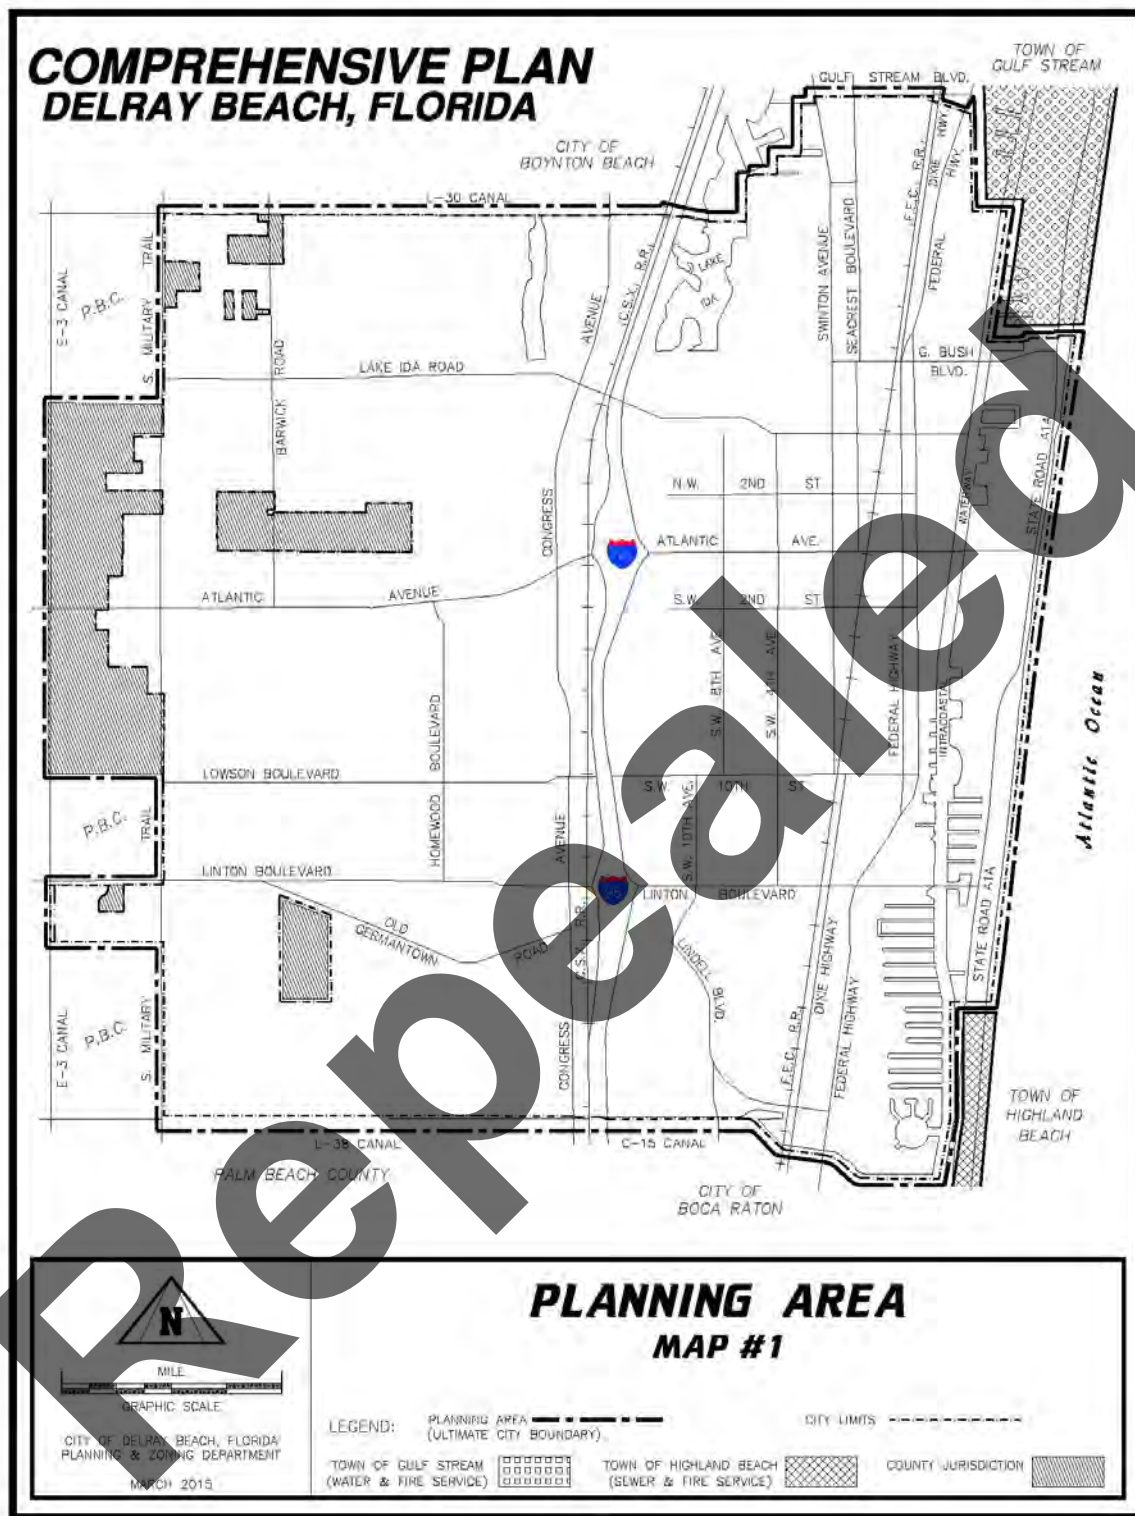 COMPREHENSIVE PLAN
DELRAY BEACH, FLORIDA
TOWN OF
GULF STREAM
GULF STREAM BLVD.
CITY OF
BOYNTON BEACH
L-30 CANAL
E-3 CANAL
P.B.C.
S. MILITARY TRAIL
BARWICK ROAD
LAKE IDA ROAD
AVENUE
(C.S.X. R.R.)
LAKE
IDA
SWINTON AVENUE
SEACREST BOULEVARD
F.E.C. R.R.
DIXIE HWY.
FEDERAL HWY.
G. BUSH
BLVD.
CONGRESS
N.W. 2ND ST
ATLANTIC AVE.
WATERWAY
STATE ROAD A1A
ATLANTIC AVENUE
S.W. 2ND ST
S.W. 8TH AVE
S.W. 4TH AVE
FEDERAL HIGHWAY
INTRACOASTAL
Atlantic Ocean
LOWSON BOULEVARD
HOMEWOOD BOULEVARD
S.W. 10TH ST
S.W. 10TH AVE.
P.B.C.
TRAIL
AVENUE
LINTON BOULEVARD
95
LINTON BOULEVARD
OLD
GERMANTOWN
ROAD
C.S.X. R.R.
LINDELL BLVD.
DIXIE HIGHWAY
FEDERAL HIGHWAY
F.E.C. R.R.
STATE ROAD A1A
E-3 CANAL
P.B.C.
S. MILITARY
CONGRESS
TOWN OF
HIGHLAND
BEACH
L-38 CANAL
C-15 CANAL
PALM BEACH COUNTY
CITY OF
BOCA RATON
Repealed
N
MILE
GRAPHIC SCALE
CITY OF DELRAY BEACH, FLORIDA
PLANNING & ZONING DEPARTMENT
MARCH 2015
PLANNING AREA
MAP #1
LEGEND:
PLANNING AREA
(ULTIMATE CITY BOUNDARY)
CITY LIMITS
TOWN OF GULF STREAM
(WATER & FIRE SERVICE)
TOWN OF HIGHLAND BEACH
(SEWER & FIRE SERVICE)
COUNTY JURISDICTION